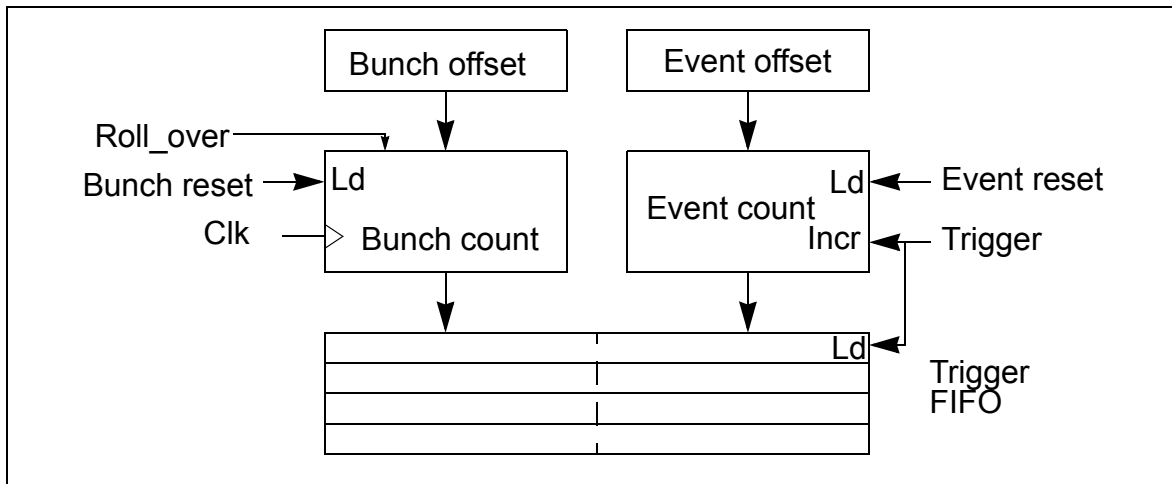 Bunch offset
Event offset
Roll_over
Bunch reset
Ld
Clk
Bunch count
Ld
Event reset
Event count
Incr
Trigger
Ld
Trigger
FIFO